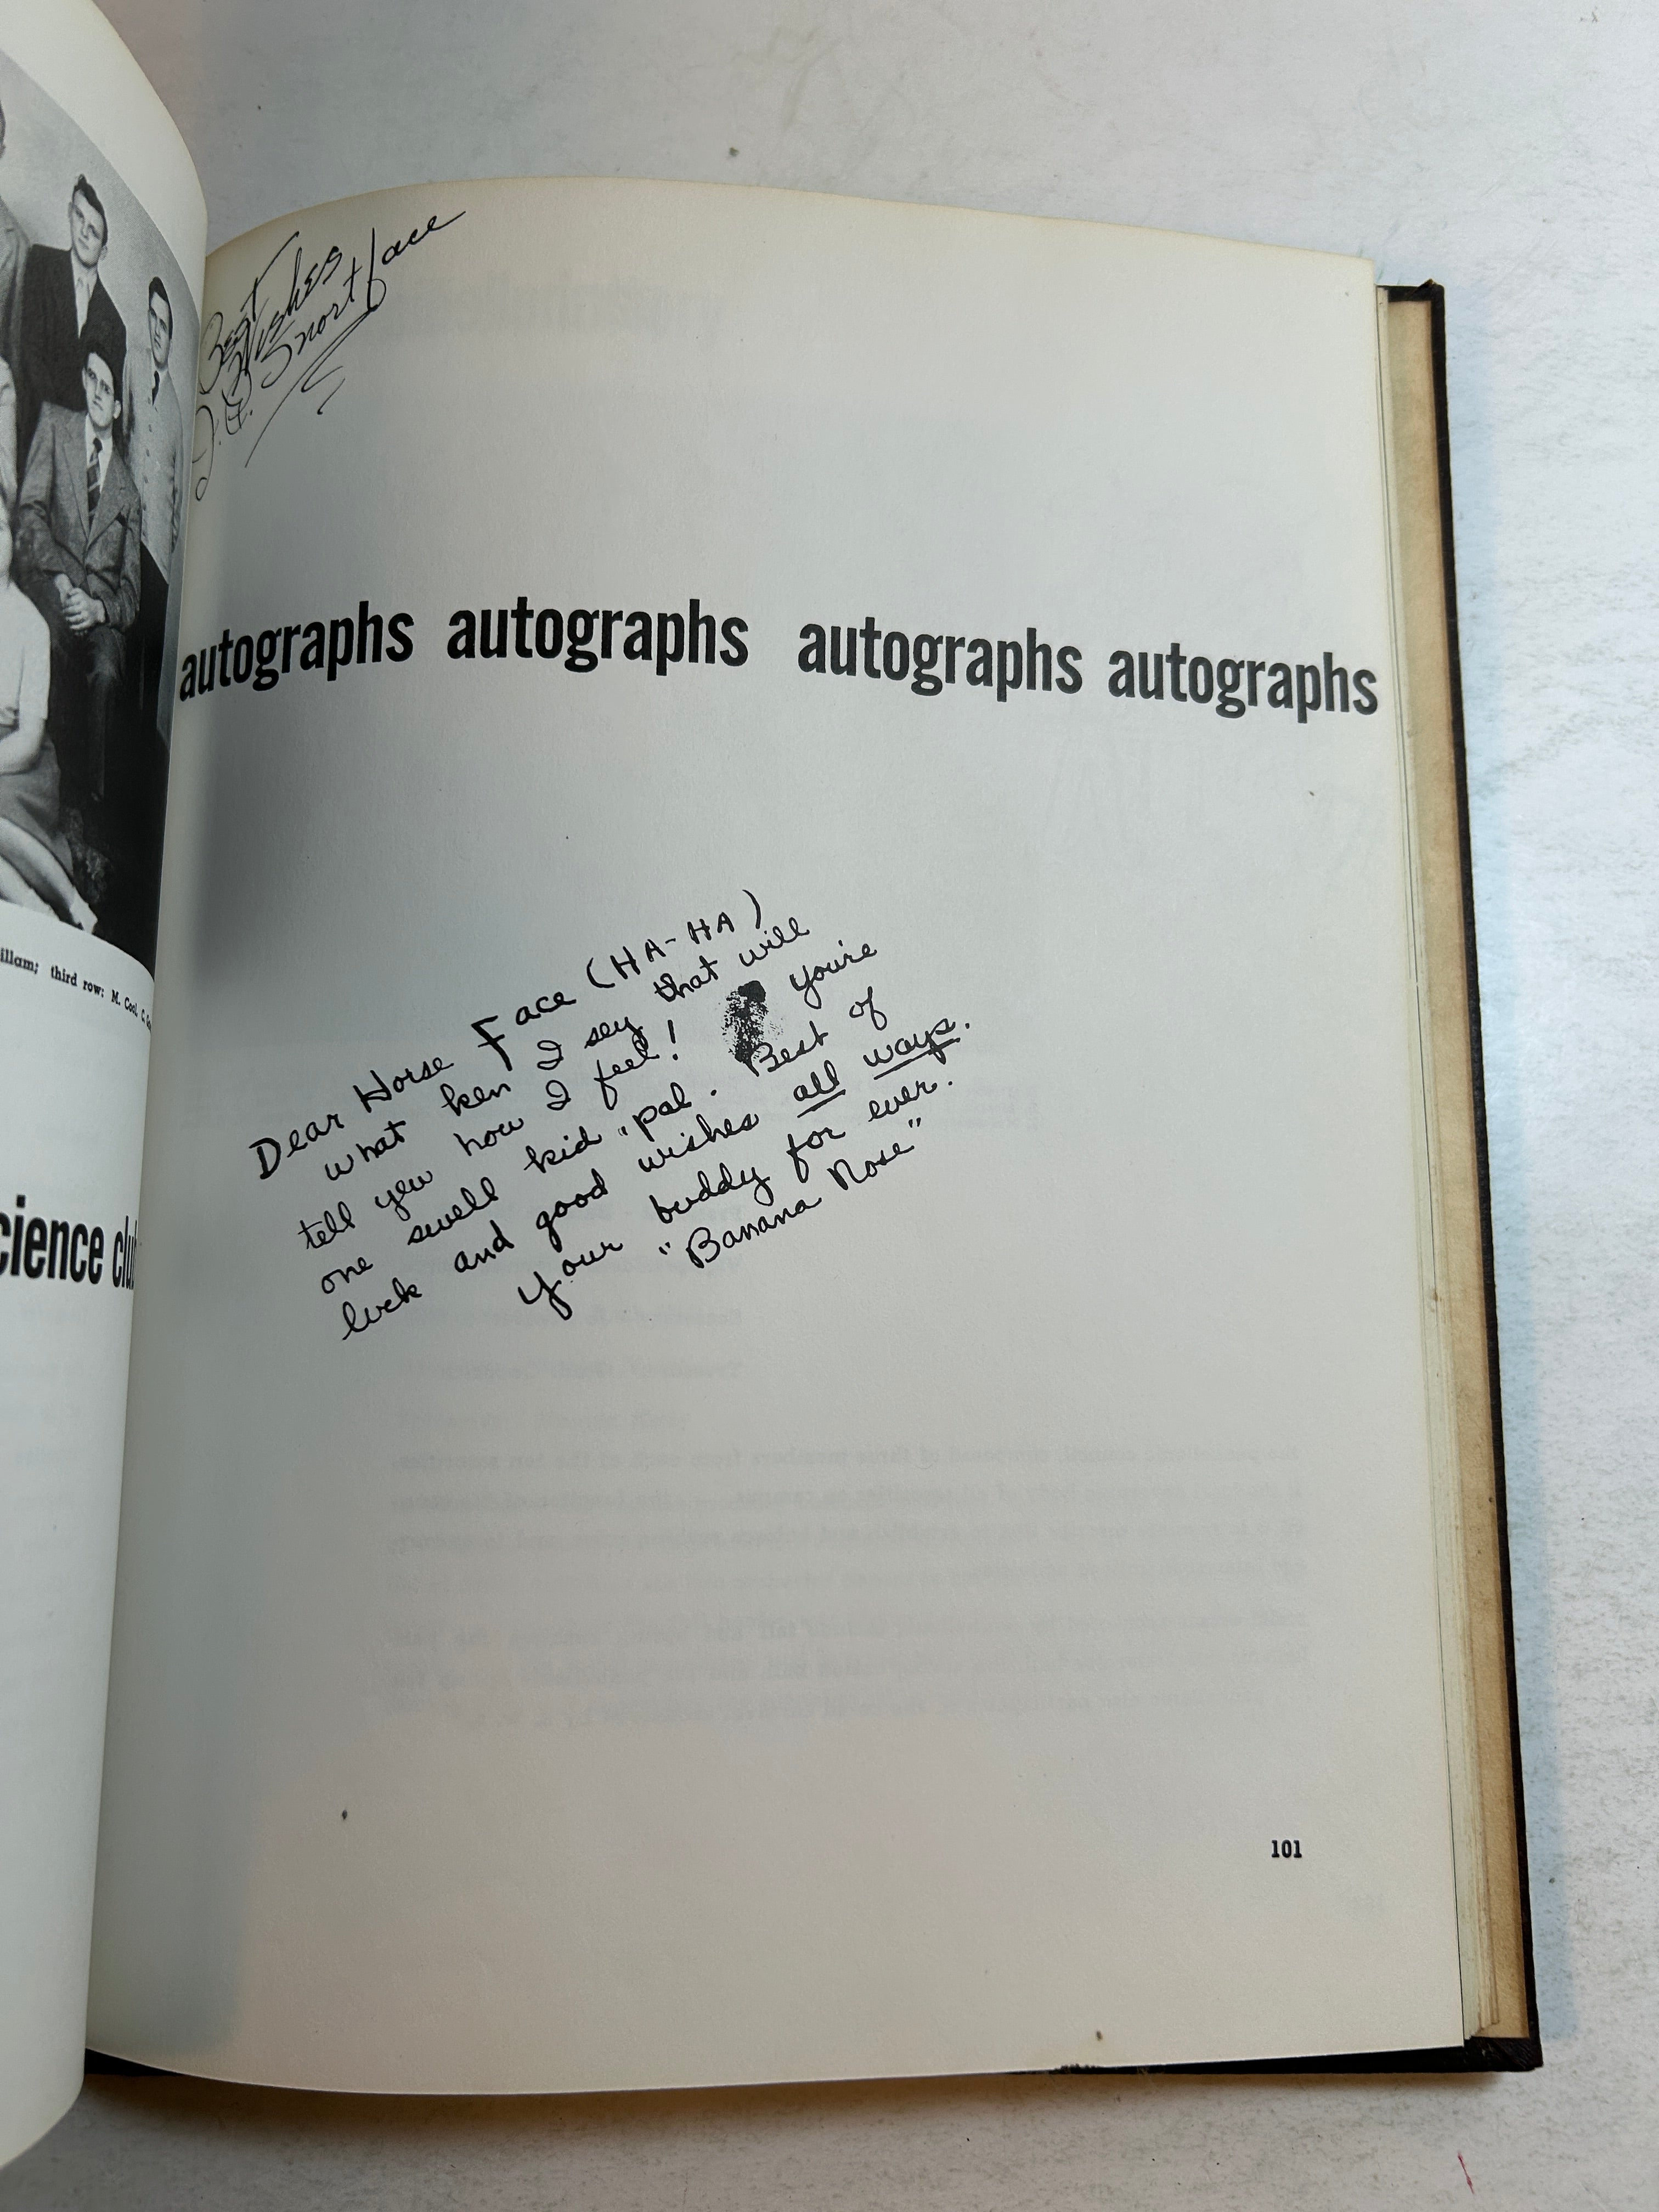 Best
Wishes
J. B. Snortface
autographs autographs autographs autographs
Dear Horse Face (HA-HA)
what ken I say that will
tell yew how I feel! you're
one swell kid "pal. Best of
luck and good wishes all ways.
your buddy for ever.
"Banana Nose"
101
illam; third row: M. Cool, C.
cience club